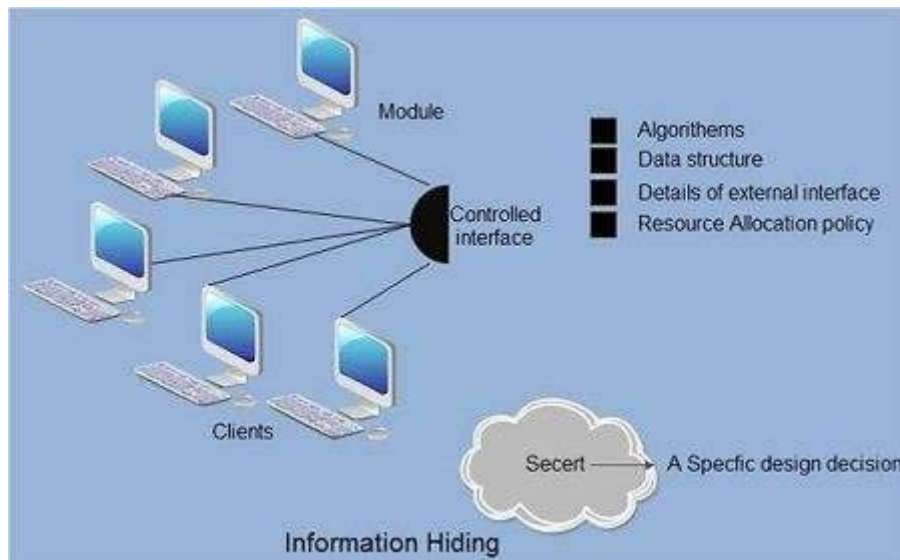 Module
Algorithems
Data structure
Details of external interface
Resource Allocation policy
Controlled
interface
Clients
Secert
A Specfic design decision
Information Hiding